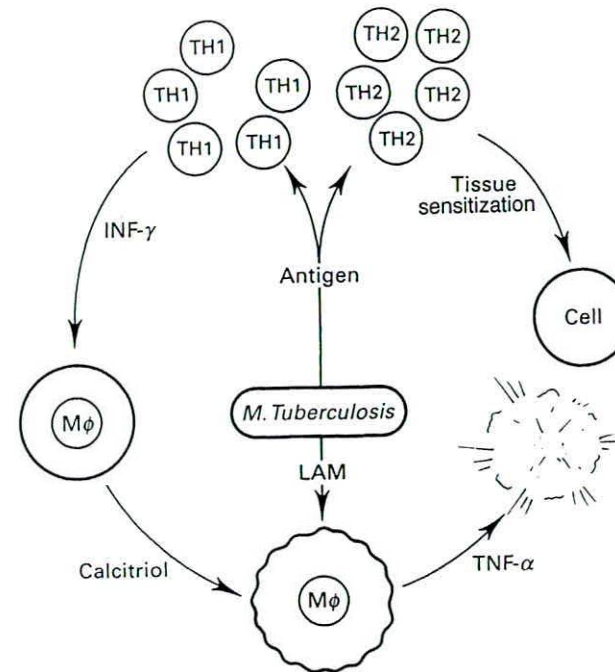 TH1
TH1
TH1
TH1
TH1
TH2
TH2
TH2
TH2
TH2
INF-γ
Tissue
sensitization
Antigen
Cell
Mϕ
M. Tuberculosis
LAM
Calcitriol
Mϕ
TNF-α